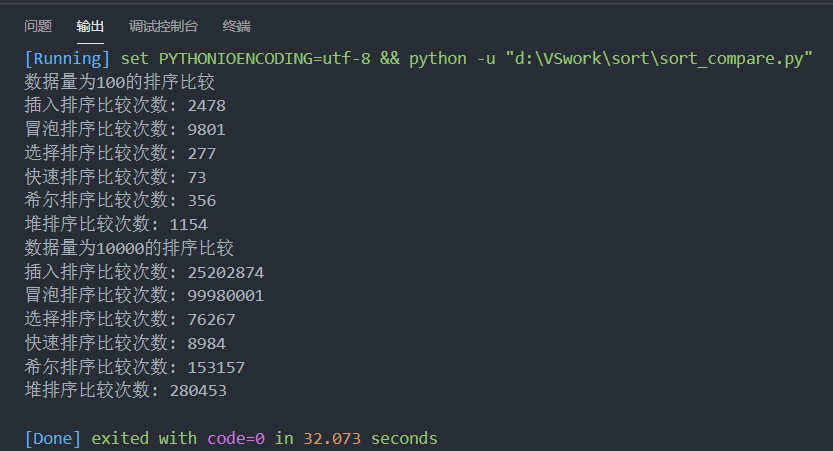 问题 输出 调试控制台 终端
[Running] set PYTHONIOENCODING=utf-8 && python -u "d:\VSwork\sort\sort_compare.py"
数据量为100的排序比较
插入排序比较次数: 2478
冒泡排序比较次数: 9801
选择排序比较次数: 277
快速排序比较次数: 73
希尔排序比较次数: 356
堆排序比较次数: 1154
数据量为10000的排序比较
插入排序比较次数: 25202874
冒泡排序比较次数: 99980001
选择排序比较次数: 76267
快速排序比较次数: 8984
希尔排序比较次数: 153157
堆排序比较次数: 280453
[Done] exited with code=0 in 32.073 seconds